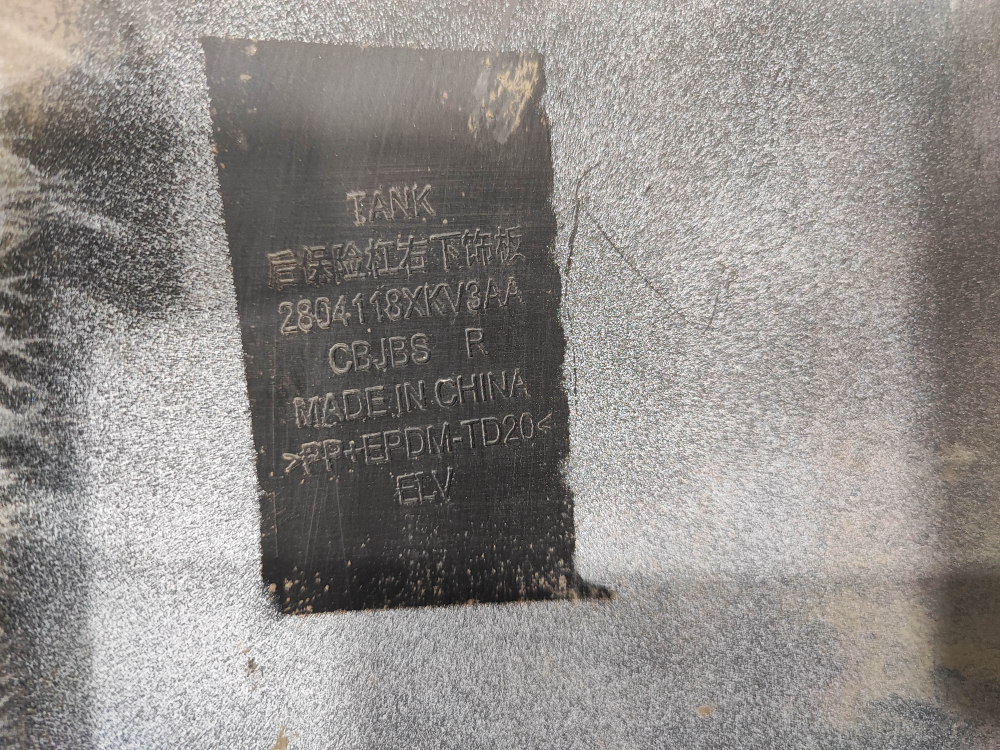 TANK
后保险杠右下饰板
2804118XKV3AA
CBJBS R
MADE IN CHINA
>PP+EPDM-TD20<
ELV